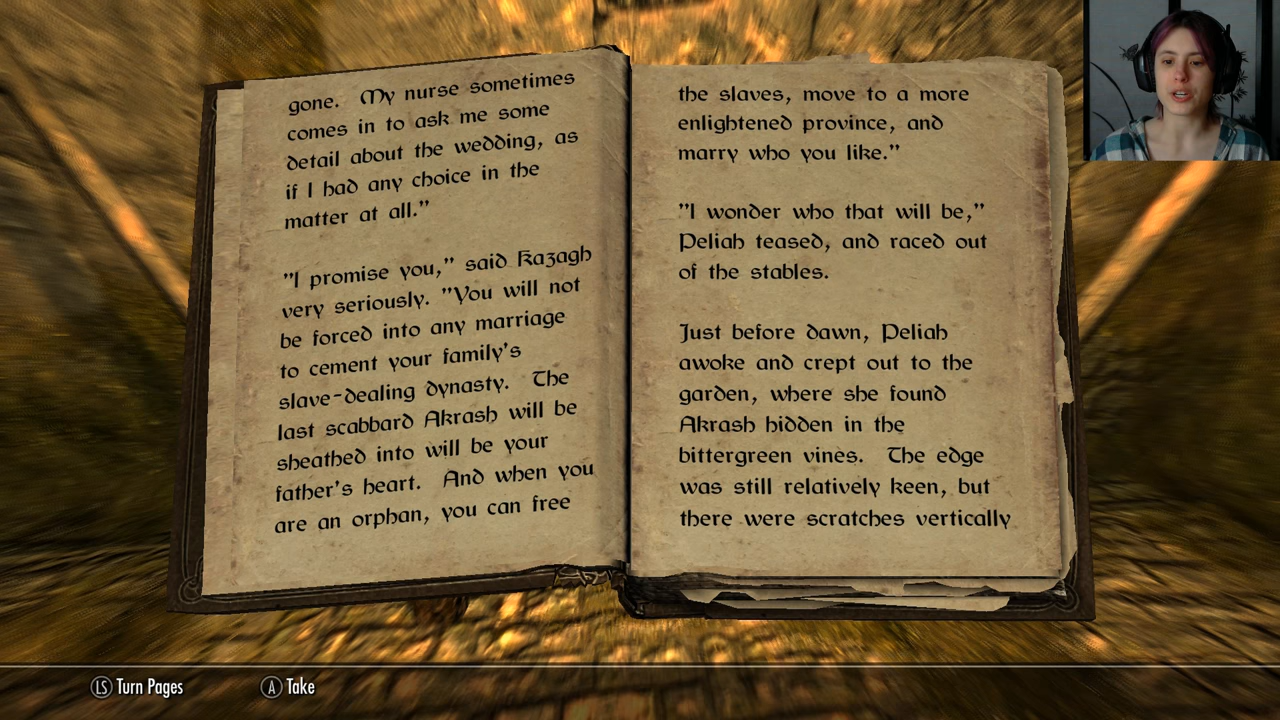 gone. My nurse sometimes
comes in to ask me some
detail about the wedding, as
if I had any choice in the
matter at all."
"I promise you," said Kazagh
very seriously. "You will not
be forced into any marriage
to cement your family's
slave-dealing dynasty. The
last scabbard Akrash will be
sheathed into will be your
father's heart. And when you
are an orphan, you can free
the slaves, move to a more
enlightened province, and
marry who you like."
"I wonder who that will be,"
Peliah teased, and raced out
of the stables.
Just before dawn, Peliah
awoke and crept out to the
garden, where she found
Akrash hidden in the
bittergreen vines. The edge
was still relatively keen, but
there were scratches vertically
LS Turn Pages
A Take